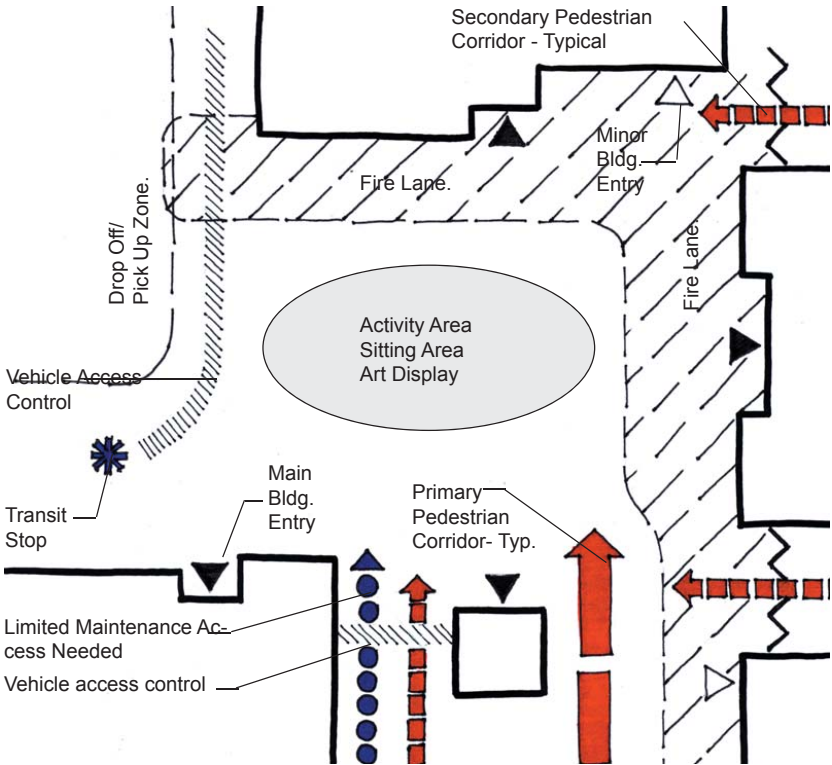 Secondary Pedestrian
Corridor - Typical
Minor
Bldg.
Entry
Fire Lane.
Drop Off/
Pick Up Zone.
Fire Lane.
Activity Area
Sitting Area
Art Display
Vehicle Access
Control
Main
Bldg.
Entry
Primary
Pedestrian
Corridor- Typ.
Transit
Stop
Limited Maintenance Ac-
cess Needed
Vehicle access control